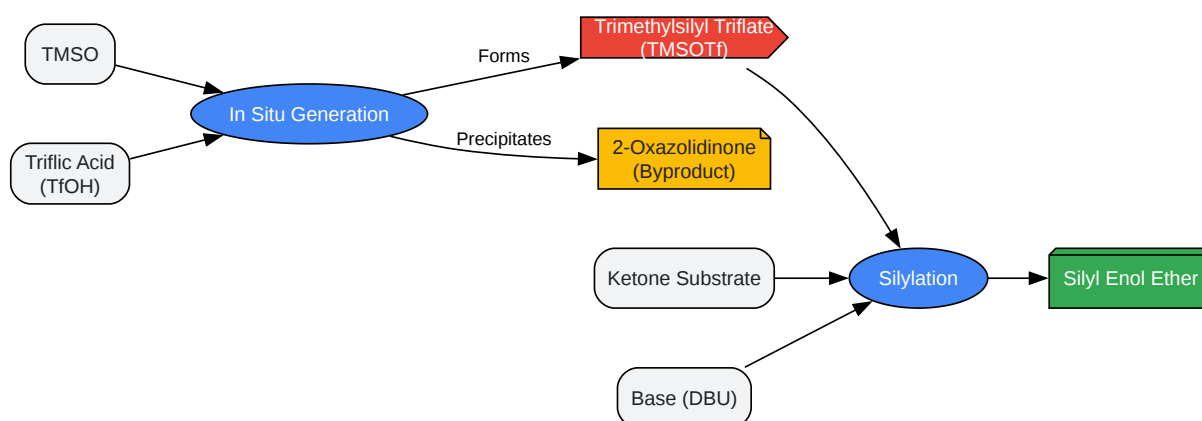 TMSO
Triflic Acid
(TfOH)
In Situ Generation
Forms
Precipitates
Trimethylsilyl Triflate
(TMSOTf)
2-Oxazolidinone
(Byproduct)
Ketone Substrate
Base (DBU)
Silylation
Silyl Enol Ether